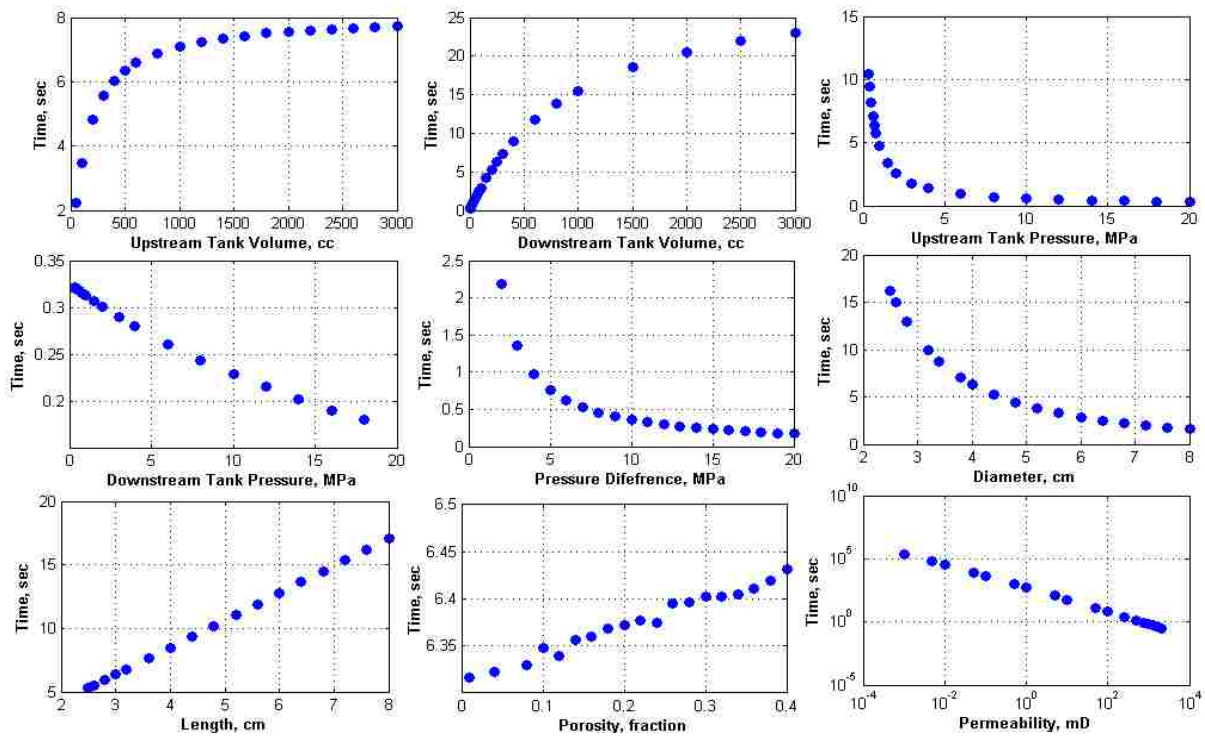 8
6
4
2
Time, sec
0 500 1000 1500 2000 2500 3000
Upstream Tank Volume, cc
25
20
15
10
5
0
Time, sec
0 500 1000 1500 2000 2500 3000
Downstream Tank Volume, cc
15
10
5
0
Time, sec
0 5 10 15 20
Upstream Tank Pressure, MPa
0.35
0.3
0.25
0.2
Time, sec
0 5 10 15 20
Downstream Tank Pressure, MPa
2.5
2
1.5
1
0.5
0
Time, sec
0 5 10 15 20
Pressure Difefrence, MPa
20
15
10
5
0
Time, sec
2 3 4 5 6 7 8
Diameter, cm
20
15
10
5
Time, sec
2 3 4 5 6 7 8
Length, cm
6.5
6.45
6.4
6.35
Time, sec
0 0.1 0.2 0.3 0.4
Porosity, fraction
10^10
10^5
10^0
10^-5
Time, sec
10^-4 10^-2 10^0 10^2 10^4
Permeability, mD